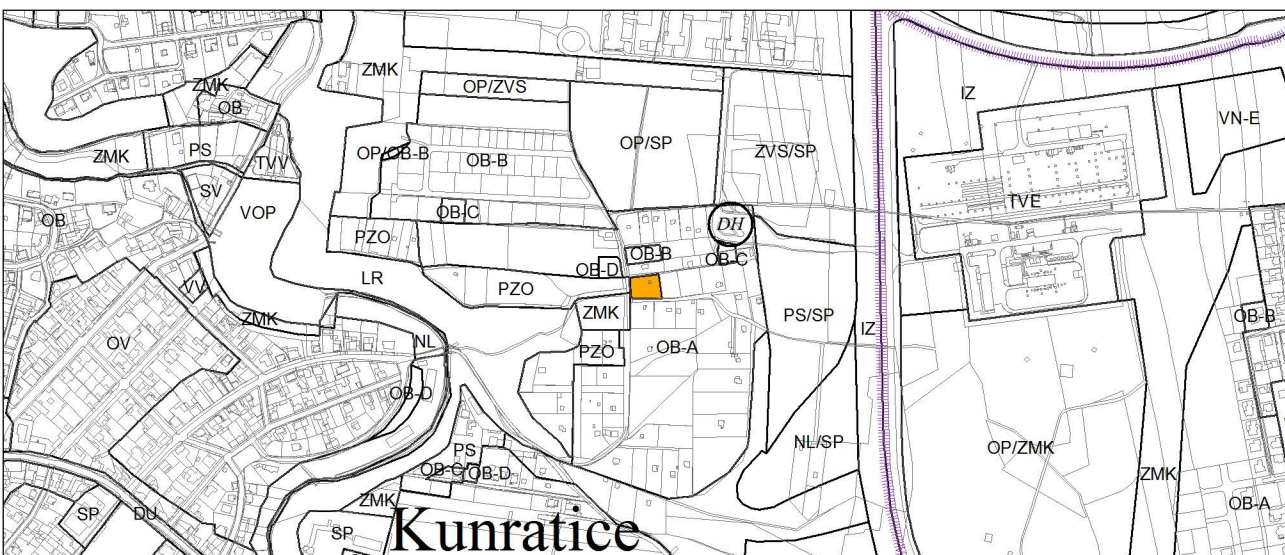 ZMK
OP/ZVS
IZ
VN-E
ZMK
OB
PS
ZMK
TVV
OP/OB-B
OB-B
OP/SP
ZVS/SP
SV
VOP
OB-C
TVE
OB
PZO
DH
OB-B
OB-C
OB-D
LR
PZO
VV
ZMK
ZMK
PS/SP
IZ
OB-B
OV
NL
PZO
OB-A
OB-D
NL/SP
OP/ZMK
ZMK
PS
OB-C
OB-D
ZMK
OB-A
SP
DU
SP
Kunratice